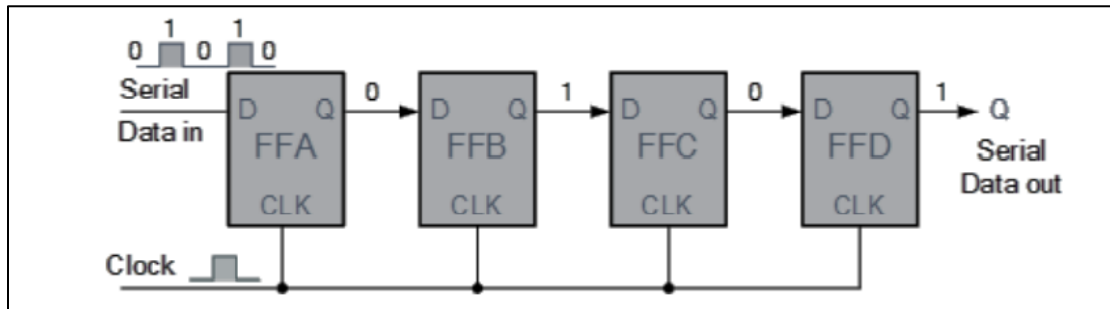 1 1
0 0 0
Serial
Data in
D Q
FFA
CLK
0
D Q
FFB
CLK
1
D Q
FFC
CLK
0
D Q
FFD
CLK
1
Q
Serial
Data out
Clock